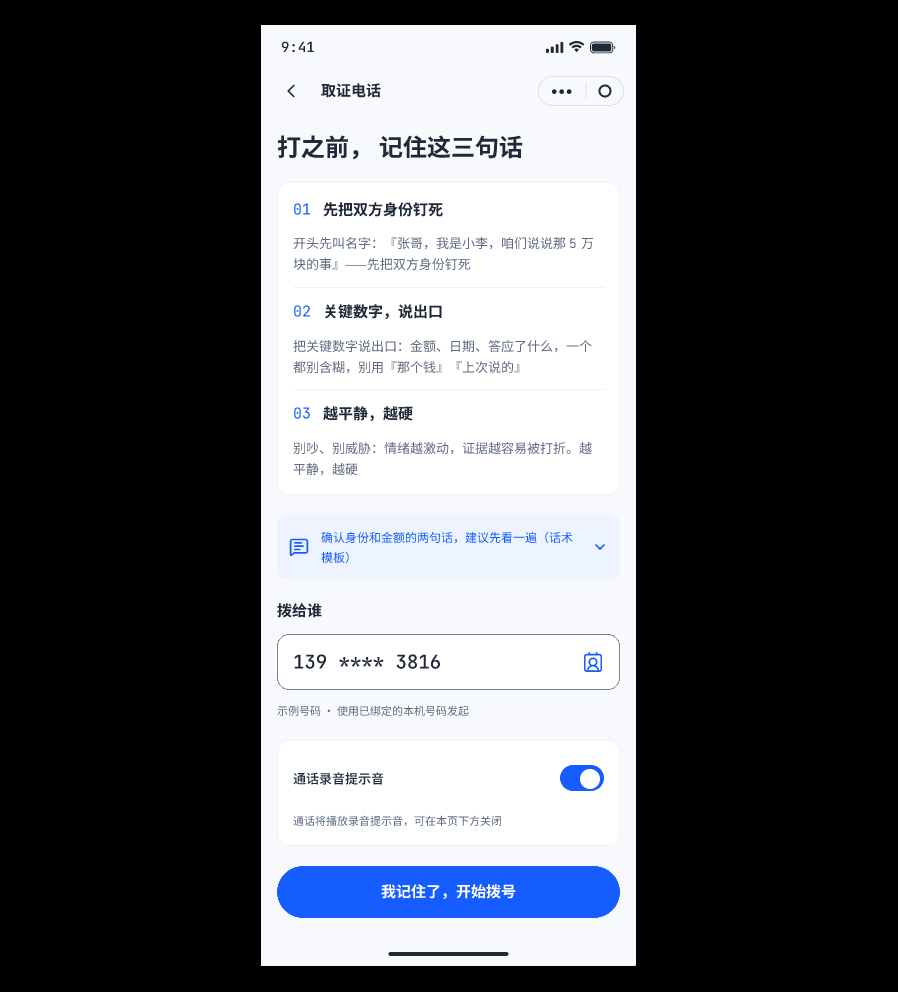 9:41
取证电话
打之前， 记住这三句话
01 先把双方身份钉死
开头先叫名字：『张哥，我是小李，咱们说说那 5 万
块的事』——先把双方身份钉死
02 关键数字，说出口
把关键数字说出口：金额、日期、答应了什么，一个
都别含糊，别用『那个钱』『上次说的』
03 越平静，越硬
别吵、别威胁：情绪越激动，证据越容易被打折。越
平静，越硬
确认身份和金额的两句话，建议先看一遍（话术
模板）
拨给谁
139 **** 3816
示例号码 · 使用已绑定的本机号码发起
通话录音提示音
通话将播放录音提示音，可在本页下方关闭
我记住了，开始拨号